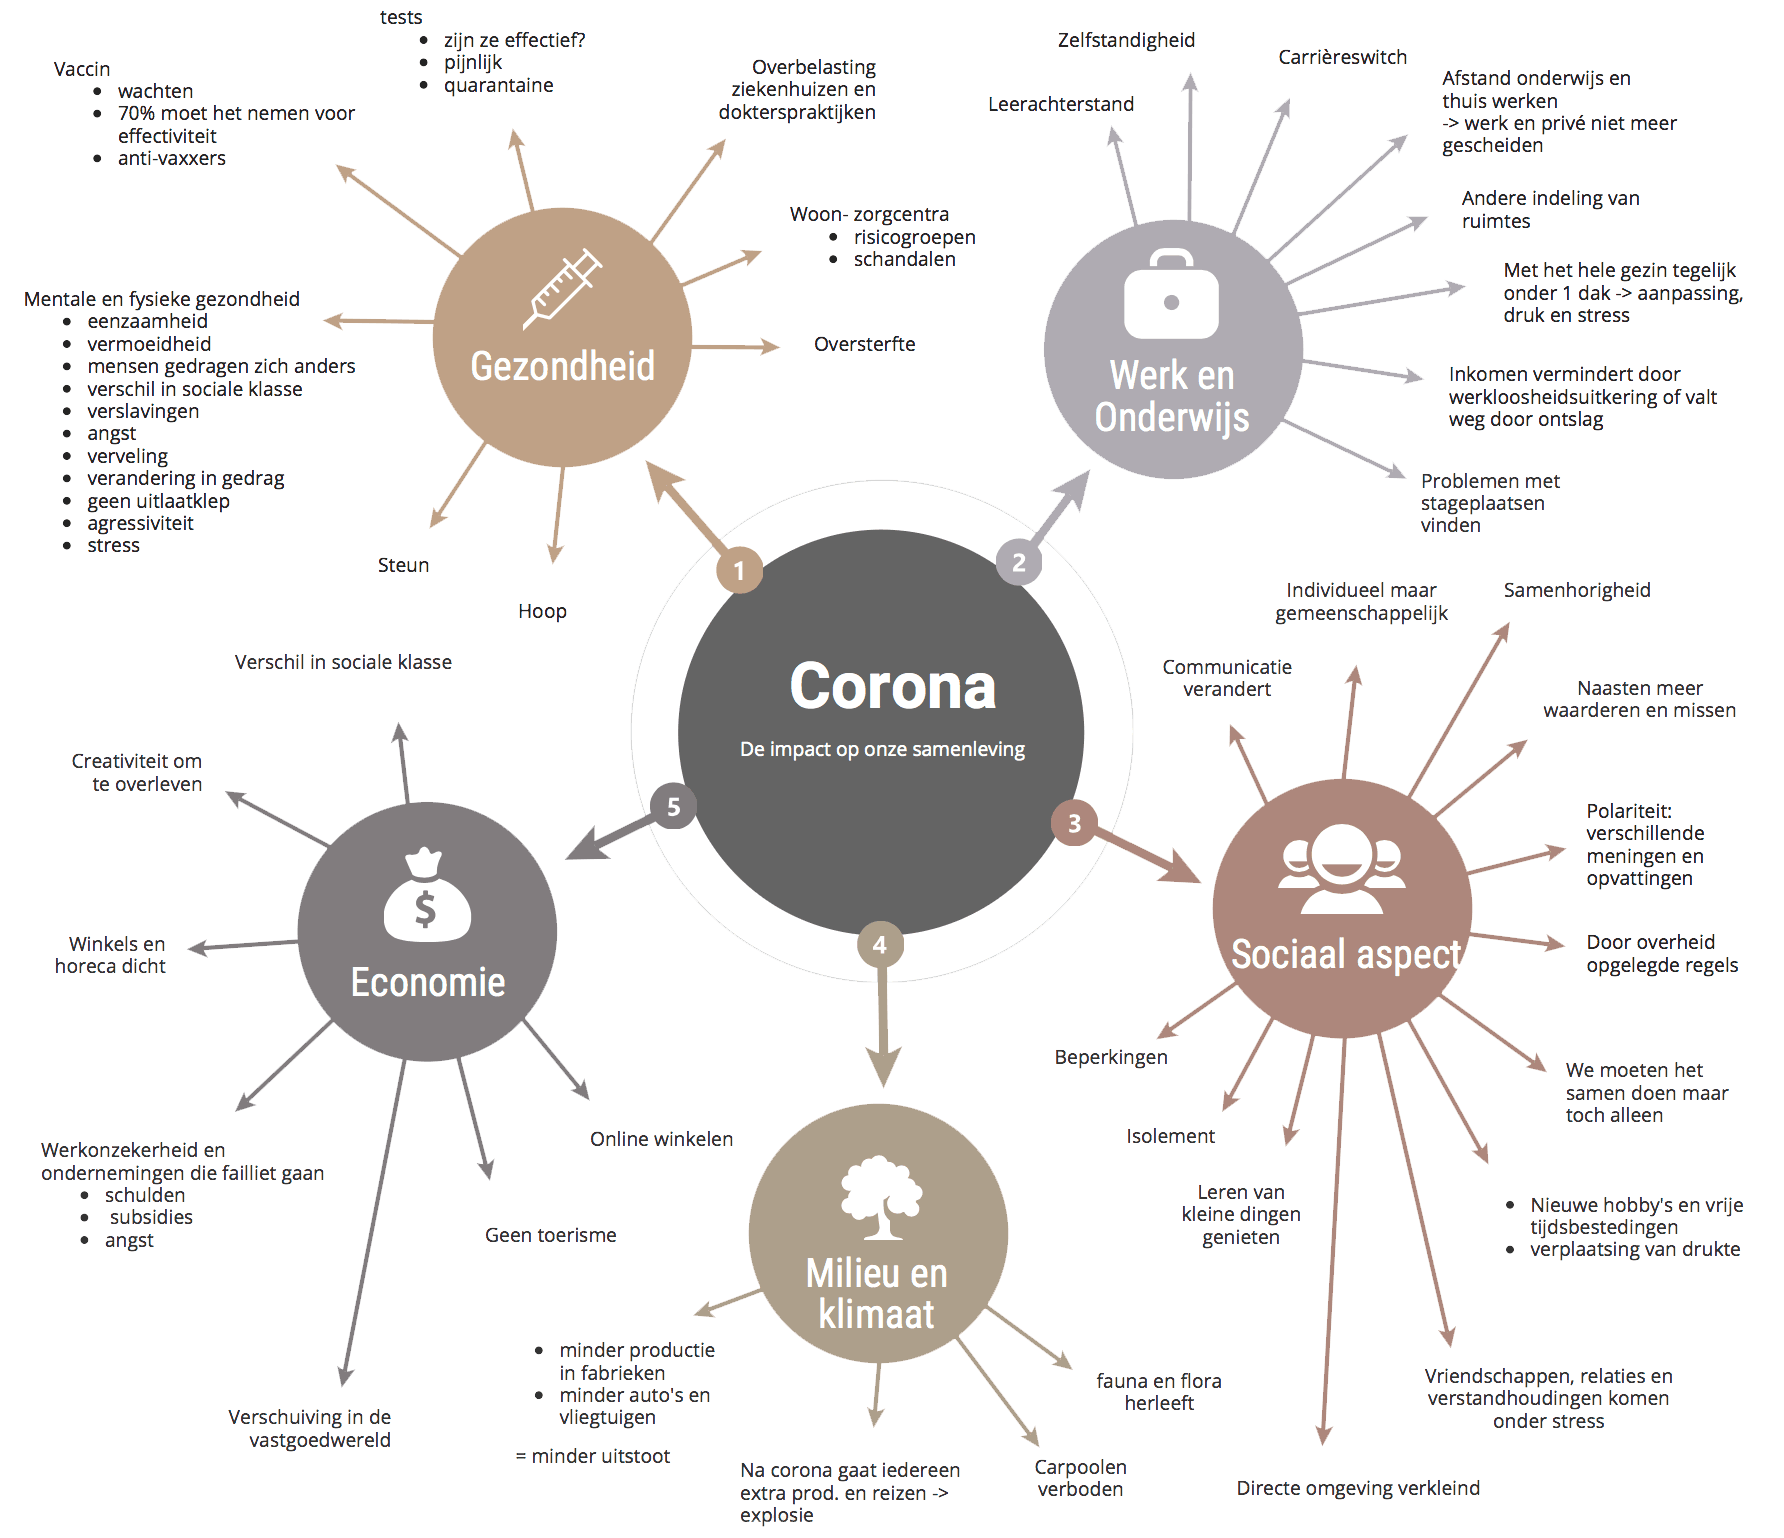 Corona
De impact op onze samenleving
1
Gezondheid
Vaccin
• wachten
• 70% moet het nemen voor
effectiviteit
• anti-vaxxers
tests
• zijn ze effectief?
• pijnlijk
• quarantaine
Overbelasting
ziekenhuizen en
dokterspraktijken
Woon- zorgcentra
• risicogroepen
• schandalen
Oversterfte
Mentale en fysieke gezondheid
• eenzaamheid
• vermoeidheid
• mensen gedragen zich anders
• verschil in sociale klasse
• verslavingen
• angst
• verveling
• verandering in gedrag
• geen uitlaatklep
• agressiviteit
• stress
Steun
Hoop
2
Werk en
Onderwijs
Leerachterstand
Zelfstandigheid
Carrièreswitch
Afstand onderwijs en
thuis werken
-> werk en privé niet meer
gescheiden
Andere indeling van
ruimtes
Met het hele gezin tegelijk
onder 1 dak -> aanpassing,
druk en stress
Inkomen vermindert door
werkloosheidsuitkering of valt
weg door ontslag
Problemen met
stageplaatsen
vinden
3
Sociaal aspect
Communicatie
verandert
Individueel maar
gemeenschappelijk
Samenhorigheid
Naasten meer
waarderen en missen
Polariteit:
verschillende
meningen en
opvattingen
Door overheid
opgelegde regels
We moeten het
samen doen maar
toch alleen
• Nieuwe hobby's en vrije
tijdsbestedingen
• verplaatsing van drukte
Vriendschappen, relaties en
verstandhoudingen komen
onder stress
Directe omgeving verkleind
Leren van
kleine dingen
genieten
Isolement
Beperkingen
4
Milieu en
klimaat
• minder productie
in fabrieken
• minder auto's en
vliegtuigen
= minder uitstoot
Na corona gaat iedereen
extra prod. en reizen ->
explosie
Carpoolen
verboden
fauna en flora
herleeft
5
$
Economie
Verschil in sociale klasse
Creativiteit om
te overleven
Winkels en
horeca dicht
Werkonzekerheid en
ondernemingen die failliet gaan
• schulden
• subsidies
• angst
Verschuiving in de
vastgoedwereld
Geen toerisme
Online winkelen